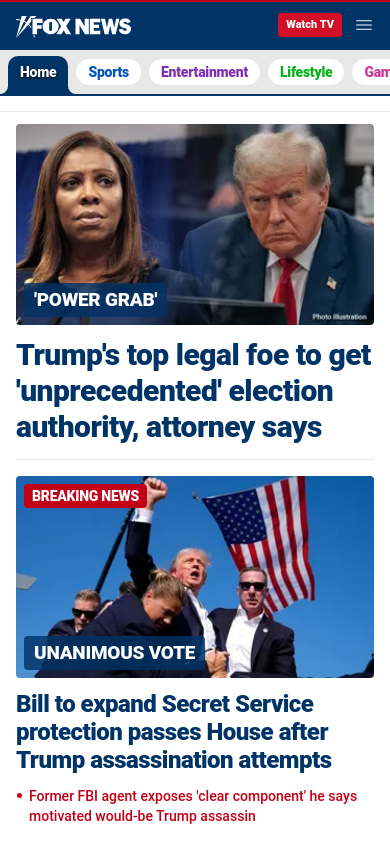 FOX NEWS
Watch TV
Home
Sports
Entertainment
Lifestyle
Gam
'POWER GRAB'
Photo illustration
Trump's top legal foe to get
'unprecedented' election
authority, attorney says
BREAKING NEWS
UNANIMOUS VOTE
Bill to expand Secret Service
protection passes House after
Trump assassination attempts
• Former FBI agent exposes 'clear component' he says
motivated would-be Trump assassin